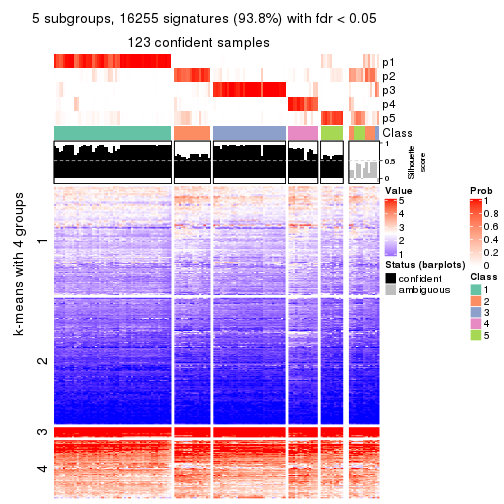 5 subgroups, 16255 signatures (93.8%) with fdr < 0.05
123 confident samples
p1
p2
p3
p4
p5
Class
1
0.5
0
Silhouette
score
k-means with 4 groups
1
2
3
4
Value
5
4
3
2
1
Status (barplots)
confident
ambiguous
Prob
1
0.8
0.6
0.4
0.2
0
Class
1
2
3
4
5